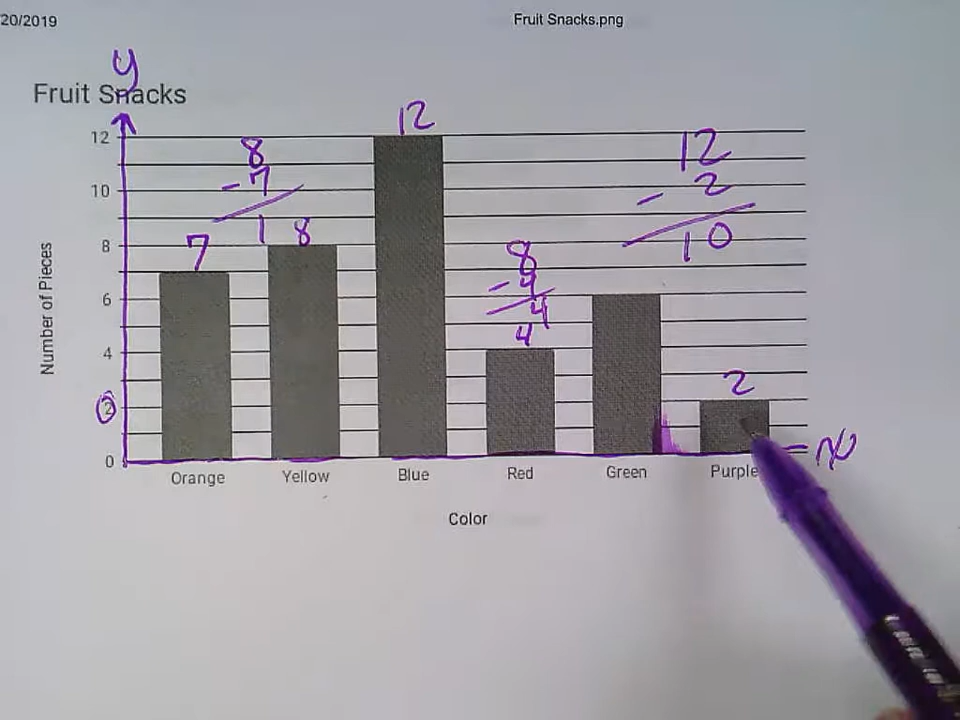 20/2019 Fruit Snacks.png
y
Fruit Snacks
12 12 12
8 - 2
- 7 10
1
10
7 8 8
8 - 4
4
6 4
4 2
2
0 x
Number of Pieces
Orange Yellow Blue Red Green Purple
Color